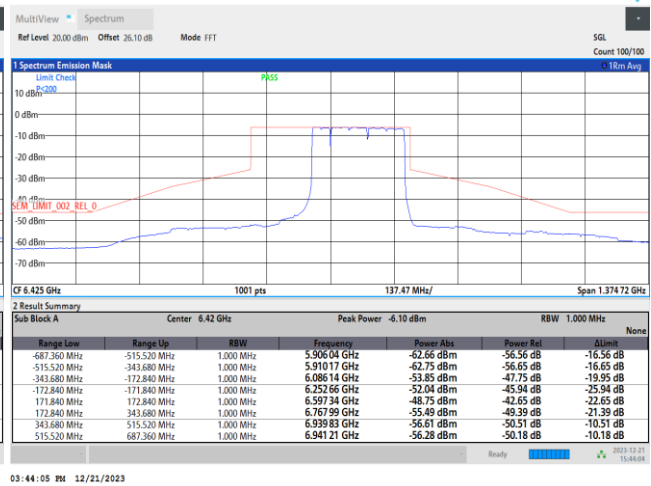 MultiView Spectrum
Ref Level 20.00 dBm Offset 26.10 dB Mode FFT SGL
Count 100/100
1 Spectrum Emission Mask 1Rm Avg
Limit Check PASS
P<200
10 dBm
0 dBm
-10 dBm
-20 dBm
-30 dBm
-40 dBm
SEM_LIMIT_002_REL_0
-50 dBm
-60 dBm
-70 dBm
CF 6.425 GHz 1001 pts 137.47 MHz/ Span 1.374 72 GHz
2 Result Summary
Sub Block A Center 6.42 GHz Peak Power -6.10 dBm RBW 1.000 MHz
None
Range Low Range Up RBW Frequency Power Abs Power Rel ΔLimit
-687.360 MHz -515.520 MHz 1.000 MHz 5.906 04 GHz -62.66 dBm -56.56 dB -16.56 dB
-515.520 MHz -343.680 MHz 1.000 MHz 5.910 17 GHz -62.75 dBm -56.65 dB -16.65 dB
-343.680 MHz -172.840 MHz 1.000 MHz 6.086 14 GHz -53.85 dBm -47.75 dB -19.95 dB
-172.840 MHz -171.840 MHz 1.000 MHz 6.252 66 GHz -52.04 dBm -45.94 dB -25.94 dB
171.840 MHz 172.840 MHz 1.000 MHz 6.597 34 GHz -48.75 dBm -42.65 dB -22.65 dB
172.840 MHz 343.680 MHz 1.000 MHz 6.767 99 GHz -55.49 dBm -49.39 dB -21.39 dB
343.680 MHz 515.520 MHz 1.000 MHz 6.939 83 GHz -56.61 dBm -50.51 dB -10.51 dB
515.520 MHz 687.360 MHz 1.000 MHz 6.941 21 GHz -56.28 dBm -50.18 dB -10.18 dB
Ready 2023-12-21
15:44:04
03:44:05 PM 12/21/2023